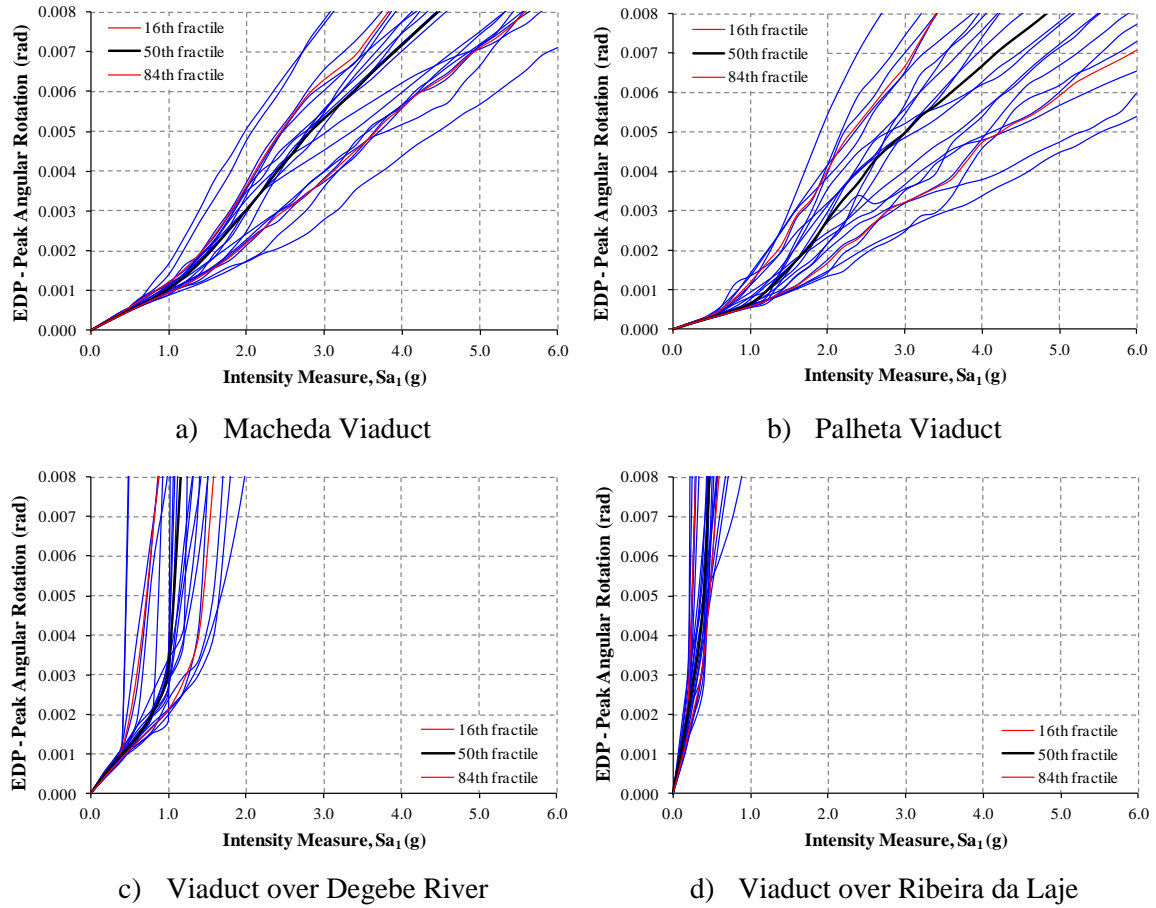 EDP - Peak Angular Rotation (rad)
0.008
0.007
0.006
0.005
0.004
0.003
0.002
0.001
0.000
16th fractile
50th fractile
84th fractile
0.0 1.0 2.0 3.0 4.0 5.0 6.0
Intensity Measure, Sa1 (g)
a) Macheda Viaduct
EDP - Peak Angular Rotation (rad)
0.008
0.007
0.006
0.005
0.004
0.003
0.002
0.001
0.000
16th fractile
50th fractile
84th fractile
0.0 1.0 2.0 3.0 4.0 5.0 6.0
Intensity Measure, Sa1 (g)
b) Palheta Viaduct
EDP - Peak Angular Rotation (rad)
0.008
0.007
0.006
0.005
0.004
0.003
0.002
0.001
0.000
16th fractile
50th fractile
84th fractile
0.0 1.0 2.0 3.0 4.0 5.0 6.0
Intensity Measure, Sa1 (g)
c) Viaduct over Degebe River
EDP - Peak Angular Rotation (rad)
0.008
0.007
0.006
0.005
0.004
0.003
0.002
0.001
0.000
16th fractile
50th fractile
84th fractile
0.0 1.0 2.0 3.0 4.0 5.0 6.0
Intensity Measure, Sa1 (g)
d) Viaduct over Ribeira da Laje